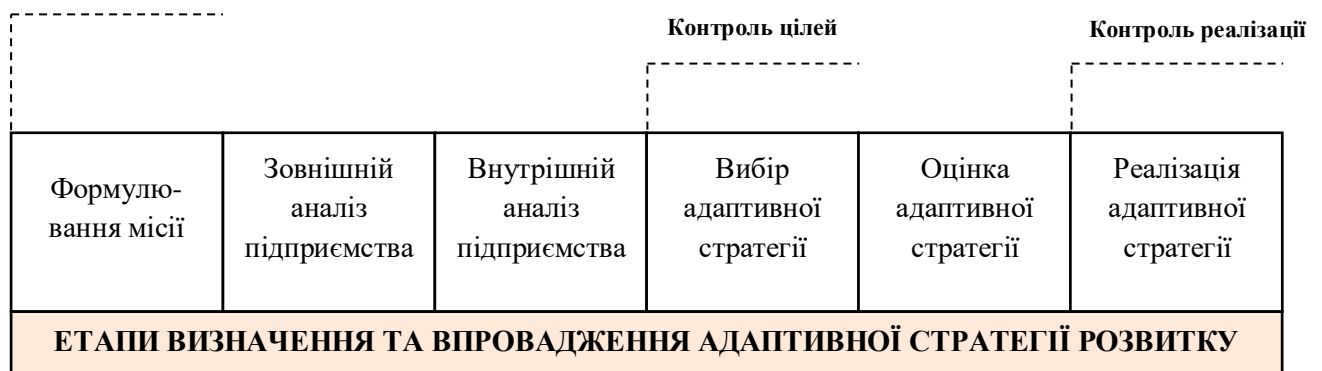 Контроль цілей
Контроль реалізації
Формулю-
вання місії
Зовнішній
аналіз
підприємства
Внутрішній
аналіз
підприємства
Вибір
адаптивної
стратегії
Оцінка
адаптивної
стратегії
Реалізація
адаптивної
стратегії
ЕТАПИ ВИЗНАЧЕННЯ ТА ВПРОВАДЖЕННЯ АДАПТИВНОЇ СТРАТЕГІЇ РОЗВИТКУ